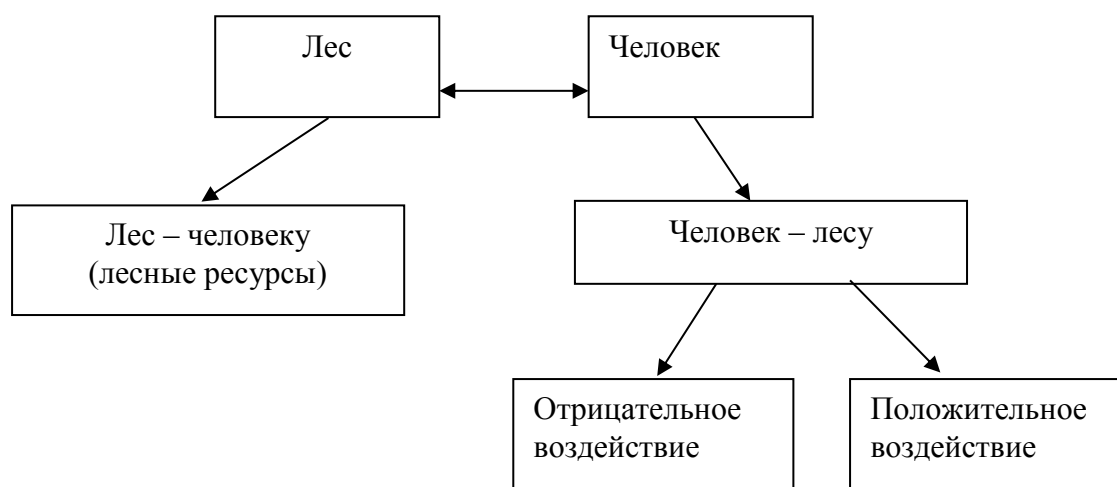 Лес
Человек
Лес – человеку
(лесные ресурсы)
Человек – лесу
Отрицательное
воздействие
Положительное
воздействие